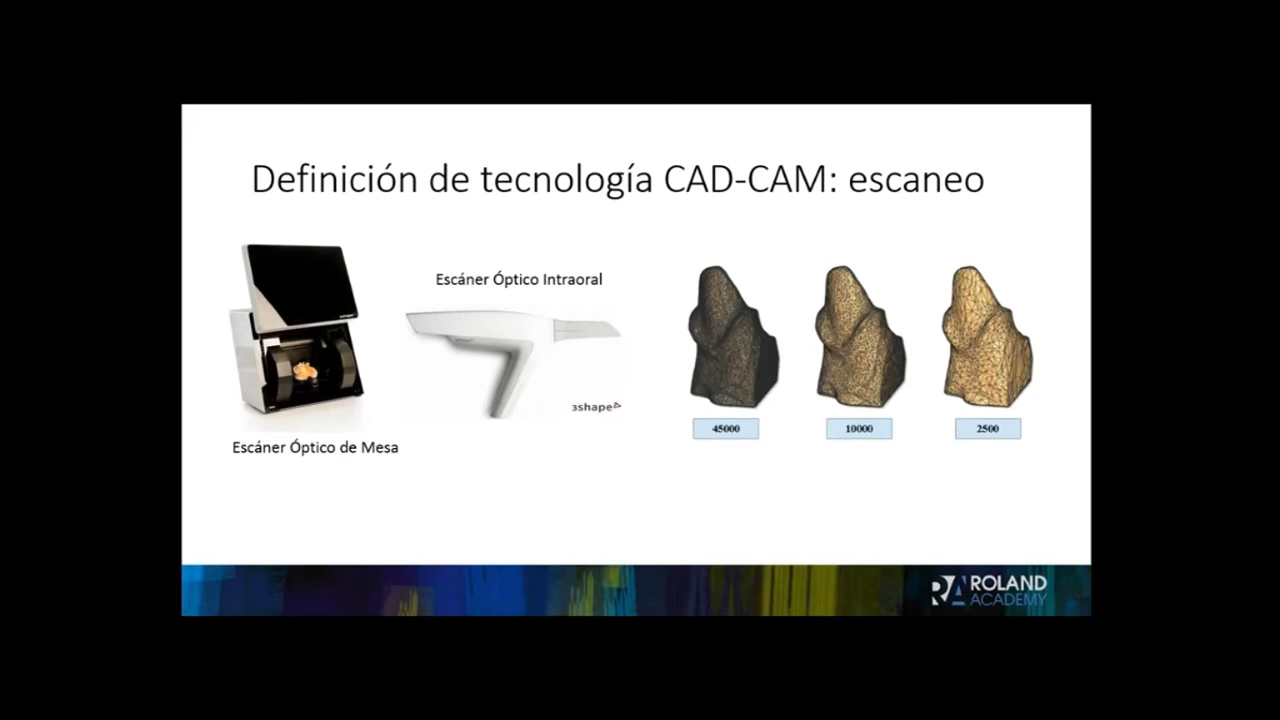 Definición de tecnología CAD-CAM: escaneo
Escáner Óptico Intraoral
3shape
45000
10000
2500
Escáner Óptico de Mesa
RA ROLAND
ACADEMY